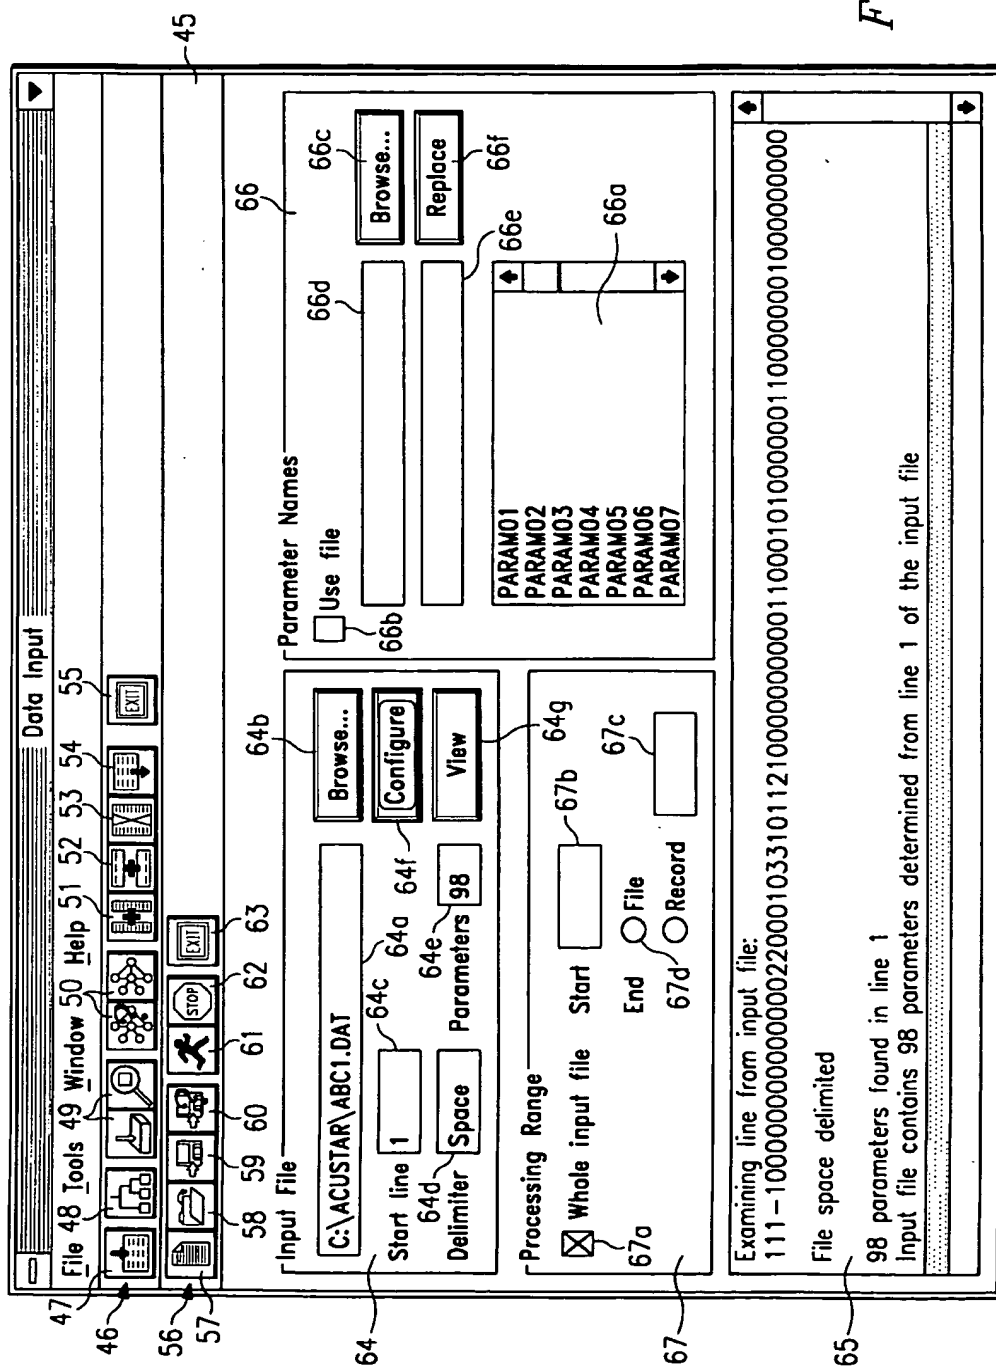 Data Input
45
File Tools Window Help
47 48 49 50 51 52 53 54 55
EXIT
46
56
57 58 59 60 61 62 63
STOP
EXIT
Input File
C:\ACUSTAR\ABC1.DAT
Browse...
64b
64a
Start line 1
64c
Configure
64f
Delimiter Space
64d
Parameters 98
64e
View
64g
64
Parameter Names
66
Use file
66b
66d
Browse...
66c
66e
Replace
66f
PARAM01
PARAM02
PARAM03
PARAM04
PARAM05
PARAM06
PARAM07
66a
Processing Range
Whole input file
67a
Start
67b
End
File
Record
67c
67d
67
Examining line from input file:
File space delimited
98 parameters found in line 1
Input file contains 98 parameters determined from line 1 of the input file
65
F